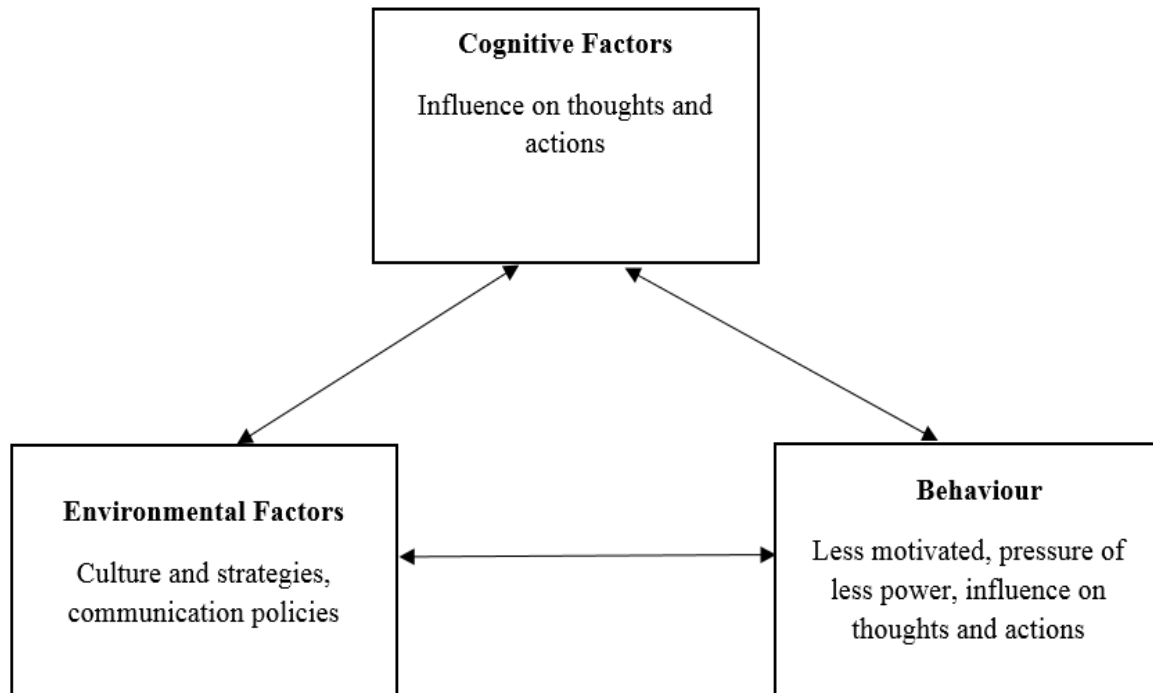 Cognitive Factors
Influence on thoughts and
actions
Environmental Factors
Culture and strategies,
communication policies
Behaviour
Less motivated, pressure of
less power, influence on
thoughts and actions